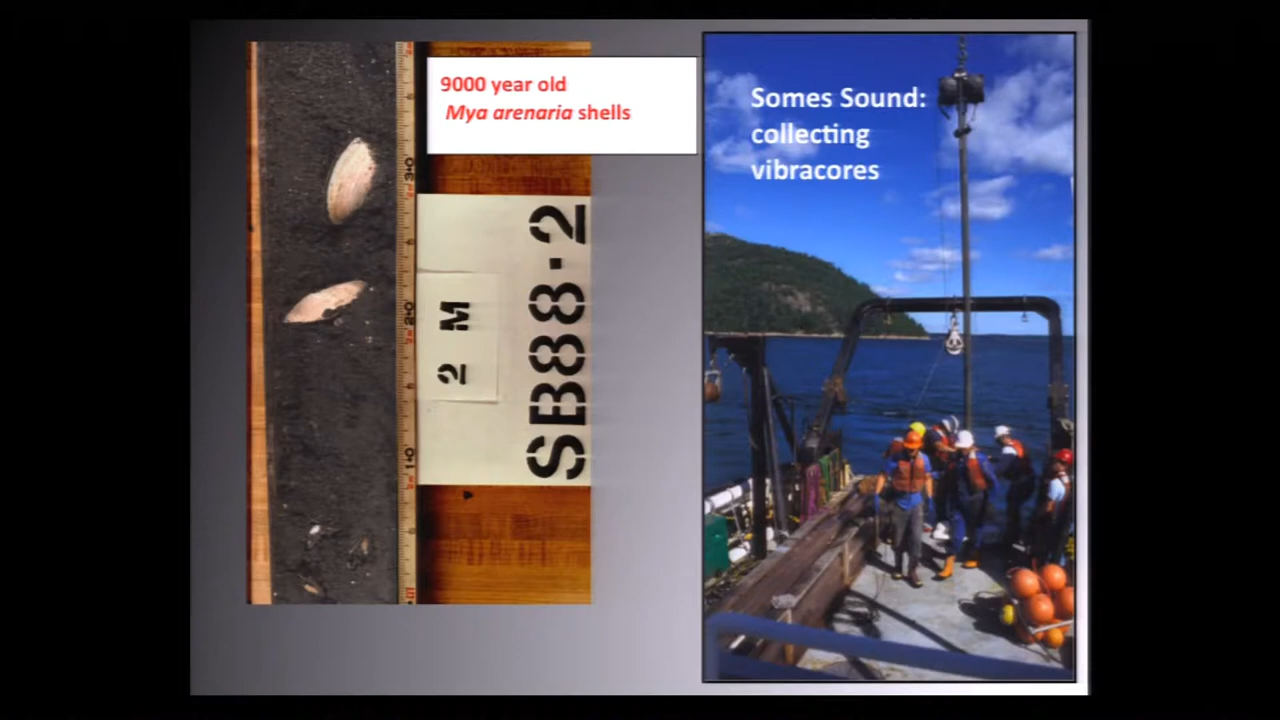 9000 year old
Mya arenaria shells
SB88-2
2 M
Somes Sound:
collecting
vibracores